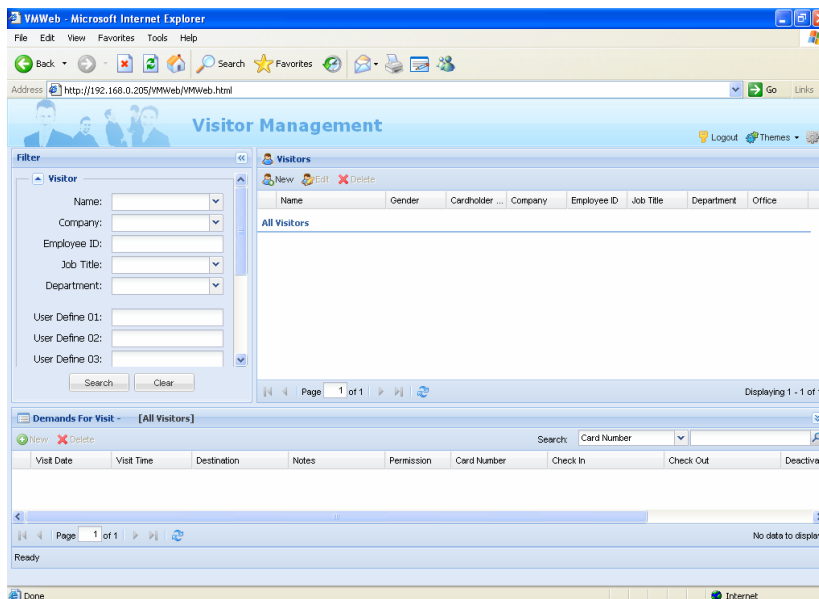 VMWeb - Microsoft Internet Explorer
File Edit View Favorites Tools Help
Back Search Favorites
Address http://192.168.0.205/VMWeb/VMWeb.html Go Links
Visitor Management
Logout Themes
Filter
Visitor
Name:
Company:
Employee ID:
Job Title:
Department:
User Define 01:
User Define 02:
User Define 03:
Search Clear
Visitors
New Edit Delete
Name Gender Cardholder ... Company Employee ID Job Title Department Office
All Visitors
Page 1 of 1 Displaying 1 - 1 of
Demands For Visit - [All Visitors]
New Delete Search: Card Number
Visit Date Visit Time Destination Notes Permission Card Number Check In Check Out Deactiva
Page 1 of 1 No data to display
Ready
Done Internet